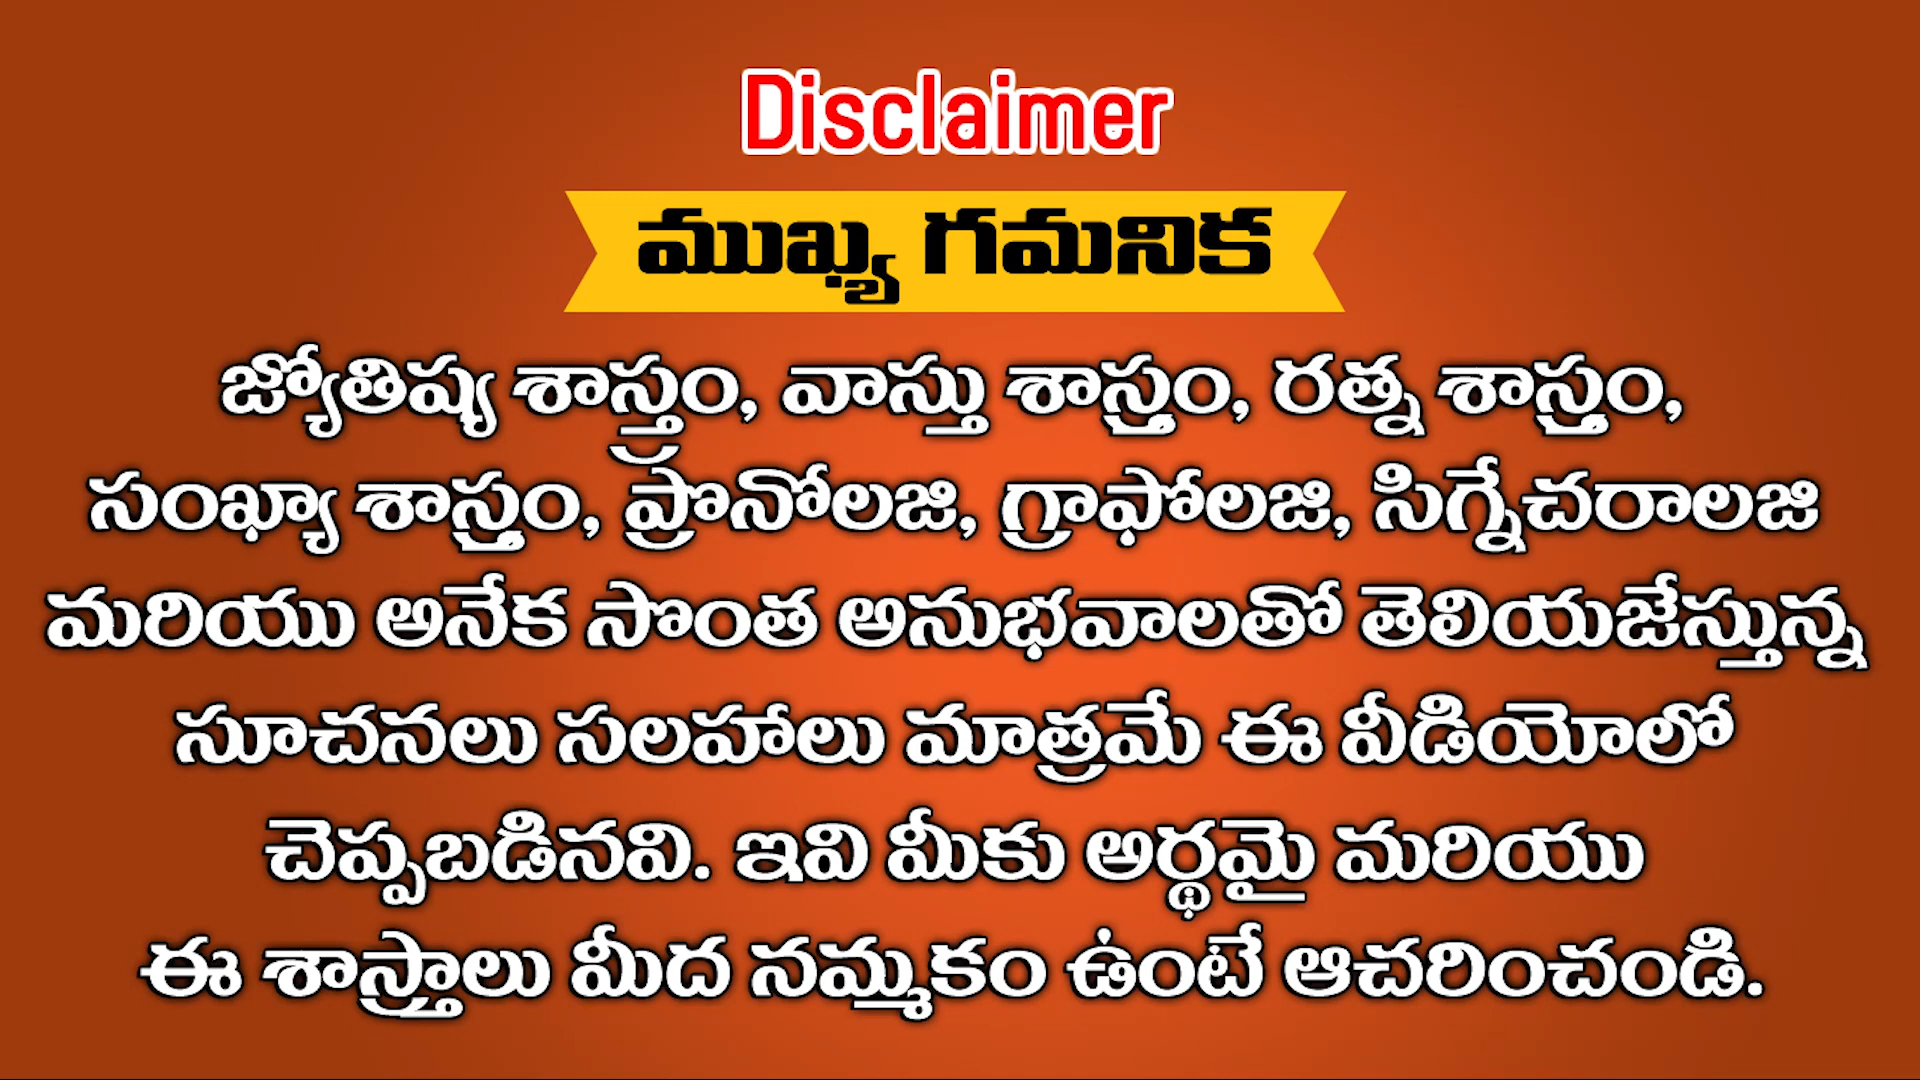 Disclaimer
ముఖ్య గమనిక
జ్యోతిష్య శాస్త్రం, వాస్తు శాస్త్రం, రత్న శాస్త్రం,
సంఖ్యా శాస్త్రం, ప్రొనోలజి, గ్రాఫోలజి, సిగ్నేచరాలజి
మరియు అనేక సొంత అనుభవాలతో తెలియజేస్తున్న
సూచనలు సలహాలు మాత్రమే ఈ వీడియోలో
చెప్పబడినవి. ఇవి మీకు అర్థమై మరియు
ఈ శాస్త్రాలు మీద నమ్మకం ఉంటే ఆచరించండి.